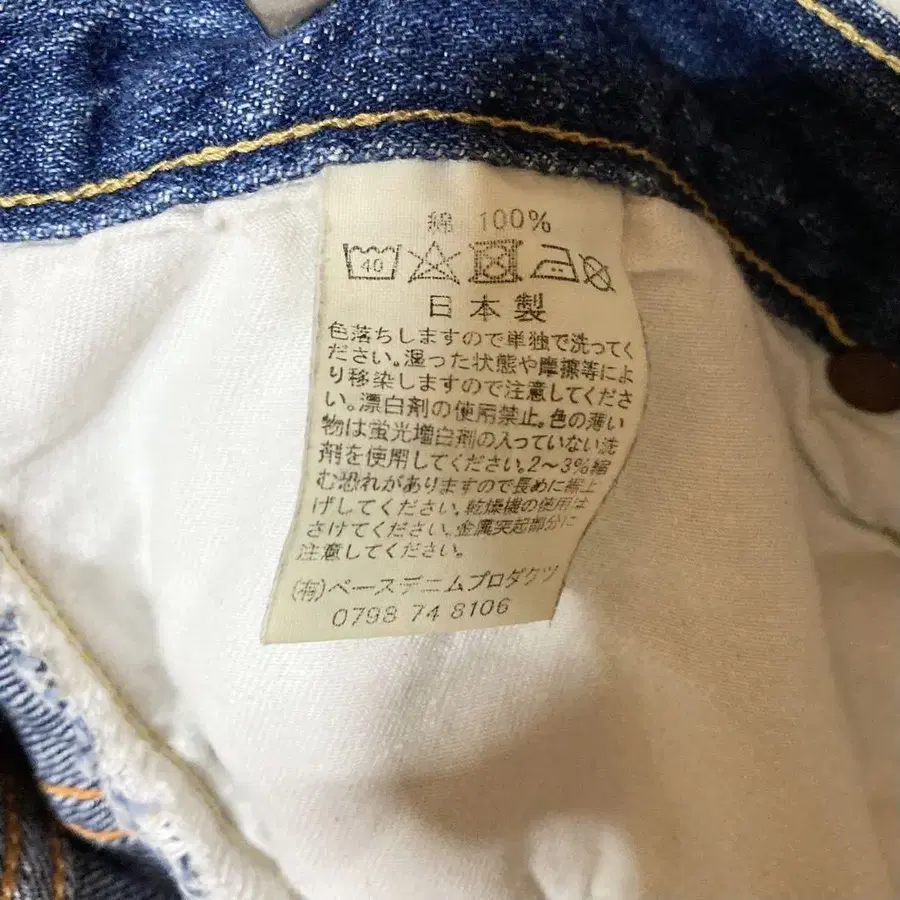 綿 100%
40
日本製
色落ちしますので単独で洗ってく
ださい。湿った状態や摩擦等によ
り移染しますので注意してくださ
い。漂白剤の使用禁止。色の薄い
物は蛍光増白剤の入っていない洗
剤を使用してください。2~3%縮
む恐れがありますので長めに裾上
げしてください。乾燥機の使用は
さけてください。金属突起部分に
注意してください。
(有)ベースデニムプロダクツ
0798 74 8106